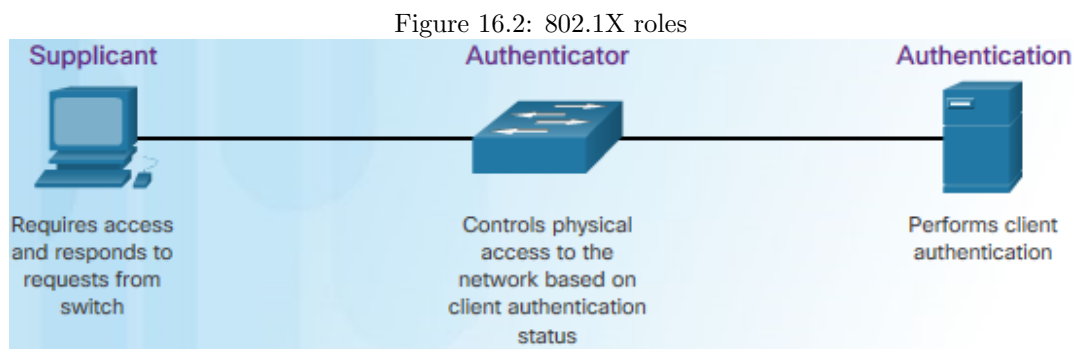 Figure 16.2: 802.1X roles
Supplicant
Authenticator
Authentication
Requires access
and responds to
requests from
switch
Controls physical
access to the
network based on
client authentication
status
Performs client
authentication